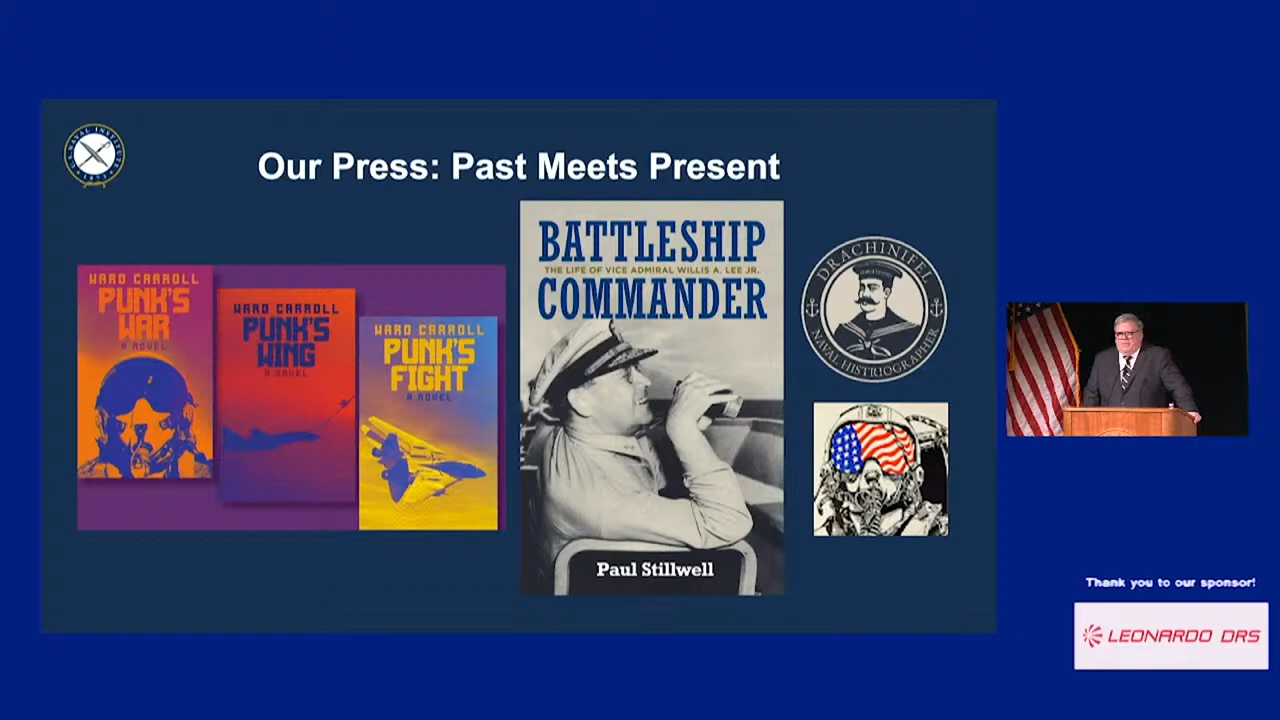 U.S. NAVAL INSTITUTE
Our Press: Past Meets Present
WARD CARROLL
PUNK'S
WAR
A NOVEL
WARD CARROLL
PUNK'S
WING
A NOVEL
WARD CARROLL
PUNK'S
FIGHT
A NOVEL
BATTLESHIP
THE LIFE OF VICE ADMIRAL WILLIS A. LEE JR.
COMMANDER
Paul Stillwell
DRACHINIFEL
NAVAL HISTRIOGRAPHER
Thank you to our sponsor!
LEONARDO DRS